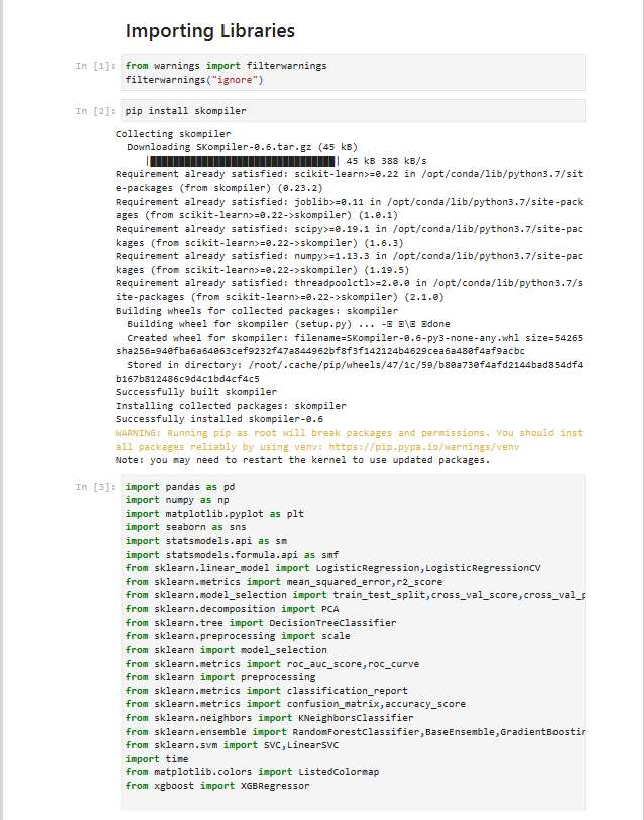 Importing Libraries
In [1]: from warnings import filterwarnings
filterwarnings("ignore")
In [2]: pip install skompiler
Collecting skompiler
Downloading SKompiler-0.6.tar.gz (45 kB)
|████████████████████████████████| 45 kB 388 kB/s
Requirement already satisfied: scikit-learn>=0.22 in /opt/conda/lib/python3.7/sit
e-packages (from skompiler) (0.23.2)
Requirement already satisfied: joblib>=0.11 in /opt/conda/lib/python3.7/site-pack
ages (from scikit-learn>=0.22->skompiler) (1.0.1)
Requirement already satisfied: scipy>=0.19.1 in /opt/conda/lib/python3.7/site-pac
kages (from scikit-learn>=0.22->skompiler) (1.6.3)
Requirement already satisfied: numpy>=1.13.3 in /opt/conda/lib/python3.7/site-pac
kages (from scikit-learn>=0.22->skompiler) (1.19.5)
Requirement already satisfied: threadpoolctl>=2.0.0 in /opt/conda/lib/python3.7/s
ite-packages (from scikit-learn>=0.22->skompiler) (2.1.0)
Building wheels for collected packages: skompiler
Building wheel for skompiler (setup.py) ... - \ done
Created wheel for skompiler: filename=SKompiler-0.6-py3-none-any.whl size=54265
sha256=940fba6a64063cef9232f47a844962bf8f3f142124b4629cea6a480f4af9acbc
Stored in directory: /root/.cache/pip/wheels/47/1c/59/b80a730f4afd2144bad854df4
b167b812486c9d4c1bd4cf4c5
Successfully built skompiler
Installing collected packages: skompiler
Successfully installed skompiler-0.6
WARNING: Running pip as root will break packages and permissions. You should inst
all packages reliably by using venv: https://pip.pypa.io/warnings/venv
Note: you may need to restart the kernel to use updated packages.
In [3]: import pandas as pd
import numpy as np
import matplotlib.pyplot as plt
import seaborn as sns
import statsmodels.api as sm
import statsmodels.formula.api as smf
from sklearn.linear_model import LogisticRegression,LogisticRegressionCV
from sklearn.metrics import mean_squared_error,r2_score
from sklearn.model_selection import train_test_split,cross_val_score,cross_val_p
from sklearn.decomposition import PCA
from sklearn.tree import DecisionTreeClassifier
from sklearn.preprocessing import scale
from sklearn import model_selection
from sklearn.metrics import roc_auc_score,roc_curve
from sklearn import preprocessing
from sklearn.metrics import classification_report
from sklearn.metrics import confusion_matrix,accuracy_score
from sklearn.neighbors import KNeighborsClassifier
from sklearn.ensemble import RandomForestClassifier,BaseEnsemble,GradientBoostin
from sklearn.svm import SVC,LinearSVC
import time
from matplotlib.colors import ListedColormap
from xgboost import XGBRegressor